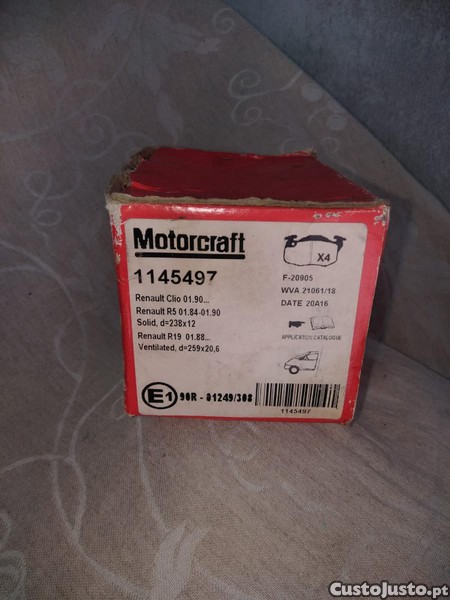 Motorcraft
1145497
Renault Clio 01.90...
Renault R5 01.84-01.90
Solid, d=238x12
Renault R19 01.88...
Ventilated, d=259x20,6
X4
F-20905
WVA 21061/18
DATE 20A16
APPLICATION CATALOGUE
E1 90R - 01249/308
1145497
CustoJusto.pt